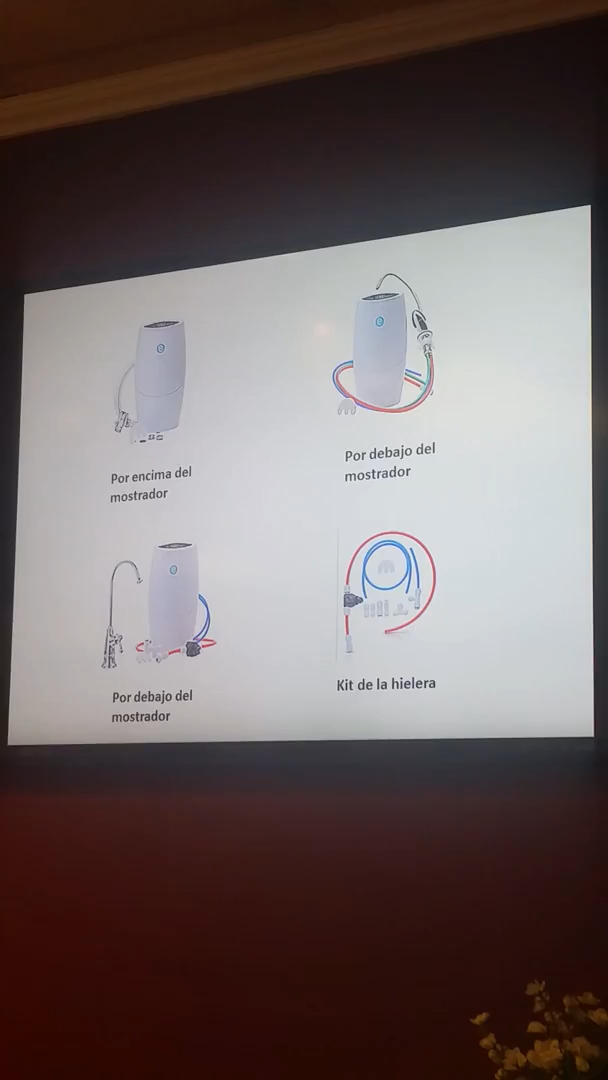 Por encima del
mostrador
Por debajo del
mostrador
Por debajo del
mostrador
Kit de la hielera